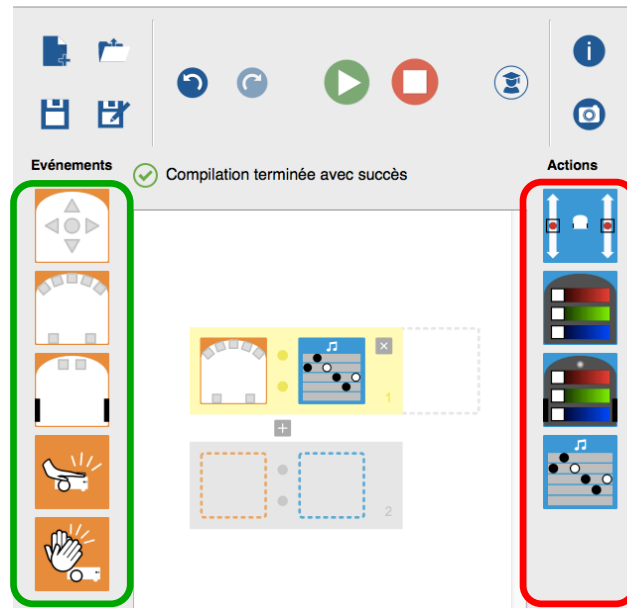 i
Evénements
Compilation terminée avec succès
Actions
1
2